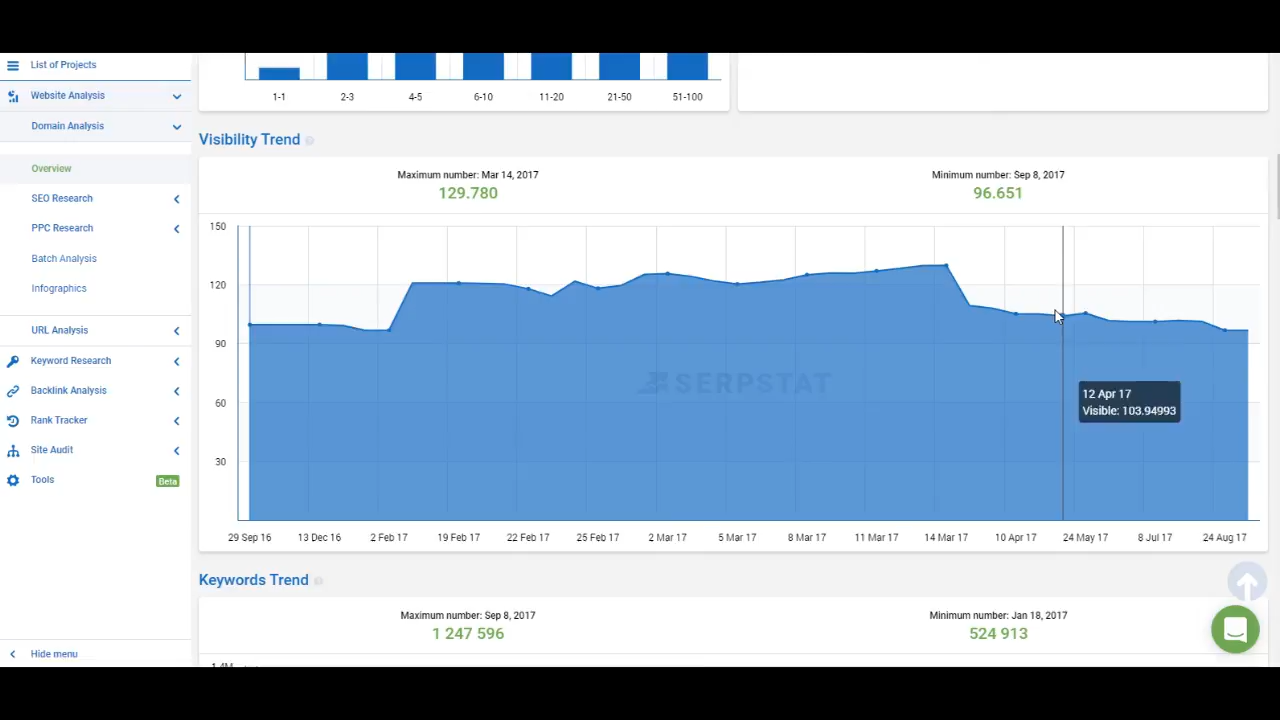 List of Projects
Website Analysis
Domain Analysis
Overview
SEO Research
PPC Research
Batch Analysis
Infographics
URL Analysis
Keyword Research
Backlink Analysis
Rank Tracker
Site Audit
Tools Beta
Hide menu
1-1 2-3 4-5 6-10 11-20 21-50 51-100
Visibility Trend
Maximum number: Mar 14, 2017
129.780
Minimum number: Sep 8, 2017
96.651
150
120
90
60
30
SERPSTAT
12 Apr 17
Visible: 103.94993
29 Sep 16 13 Dec 16 2 Feb 17 19 Feb 17 22 Feb 17 25 Feb 17 2 Mar 17 5 Mar 17 8 Mar 17 11 Mar 17 14 Mar 17 10 Apr 17 24 May 17 8 Jul 17 24 Aug 17
Keywords Trend
Maximum number: Sep 8, 2017
1 247 596
Minimum number: Jan 18, 2017
524 913